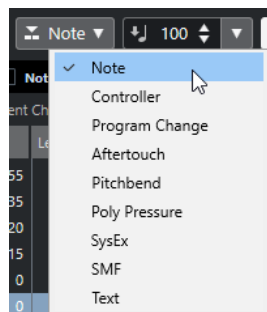 Note 100
Note
Not
Controller
ent Ch
Program Change
Le
Aftertouch
55
Pitchbend
35
Poly Pressure
20
SysEx
15
SMF
0
Text
0